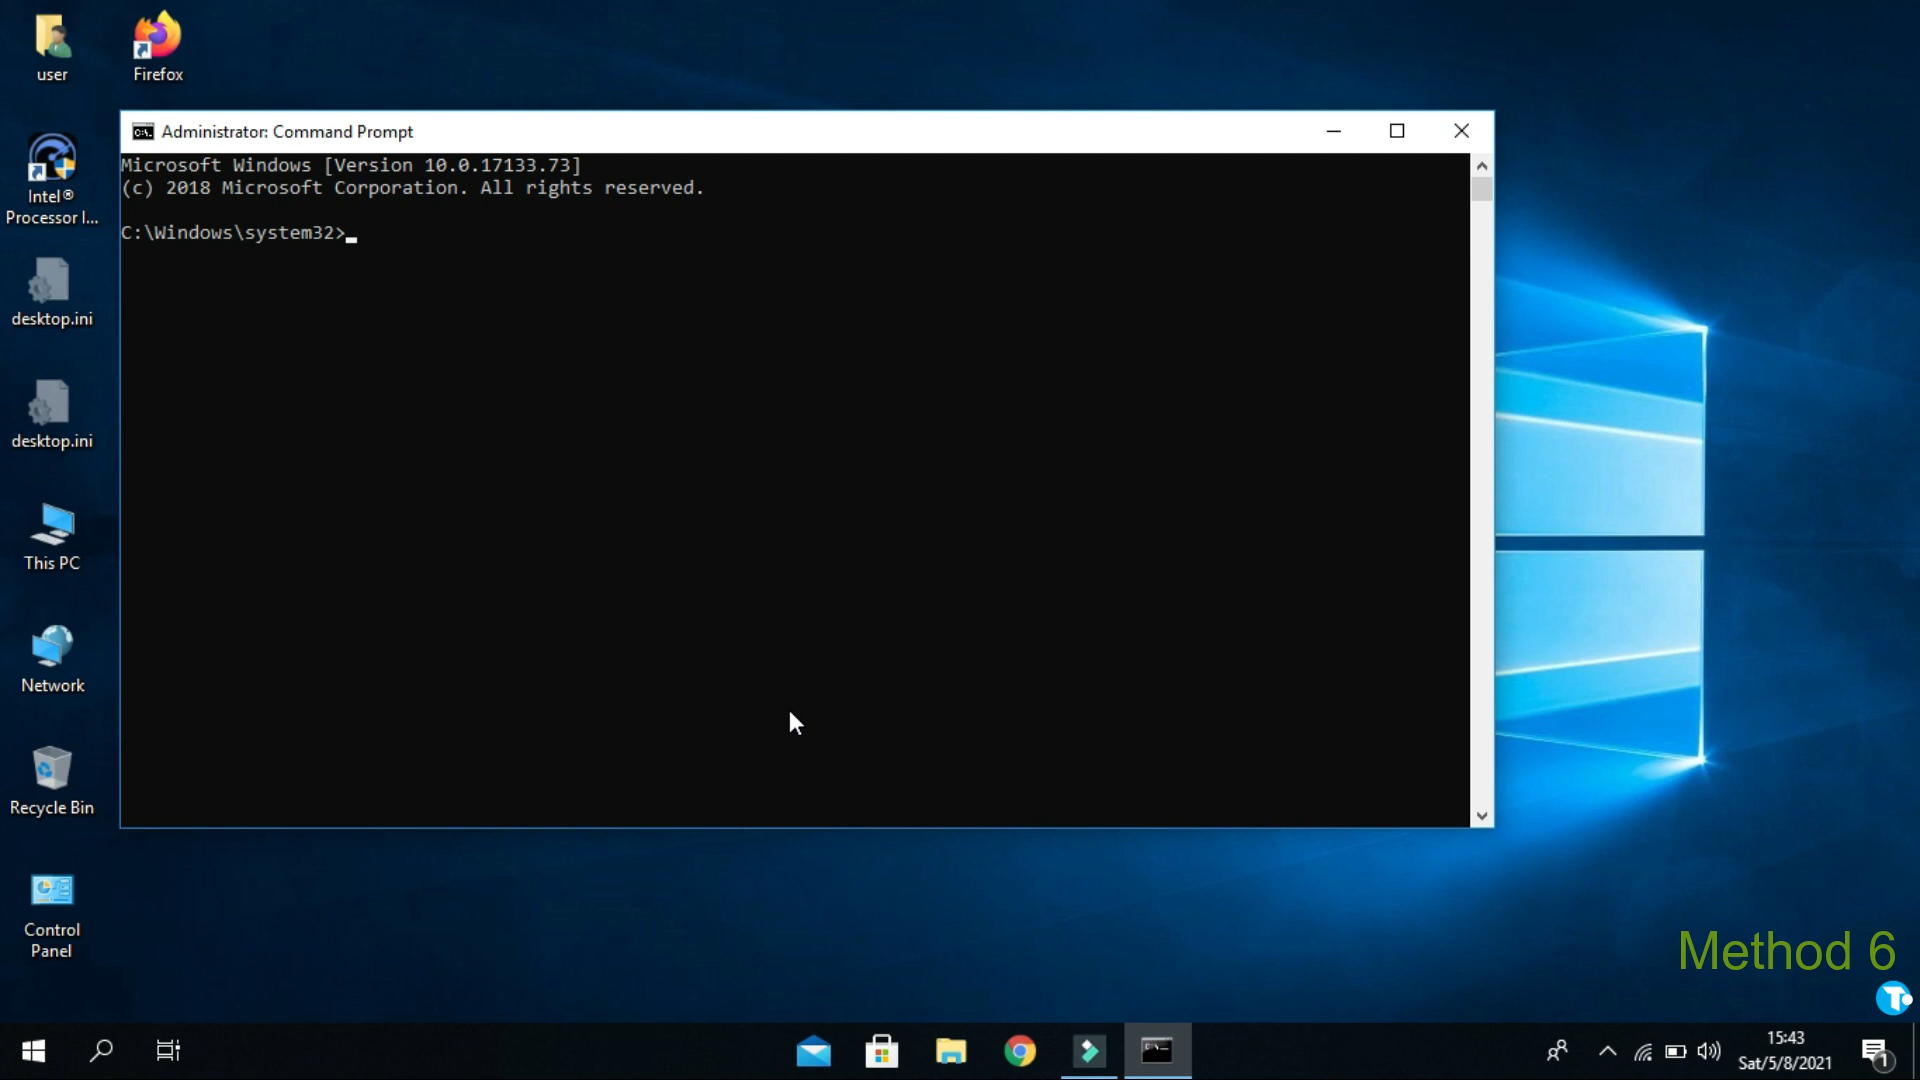 user
Firefox
Administrator: Command Prompt
Microsoft Windows [Version 10.0.17133.73]
(c) 2018 Microsoft Corporation. All rights reserved.
C:\Windows\system32>
Intel®
Processor I...
desktop.ini
desktop.ini
This PC
Network
Recycle Bin
Control
Panel
Method 6
15:43
Sat/5/8/2021
1